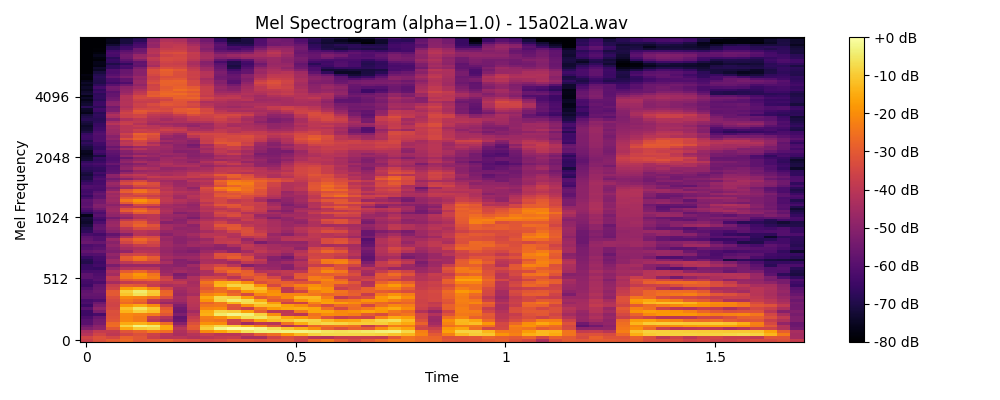 Mel Spectrogram (alpha=1.0) - 15a02La.wav
Mel Frequency
4096
2048
1024
512
0
0
0.5
1
1.5
Time
+0 dB
-10 dB
-20 dB
-30 dB
-40 dB
-50 dB
-60 dB
-70 dB
-80 dB